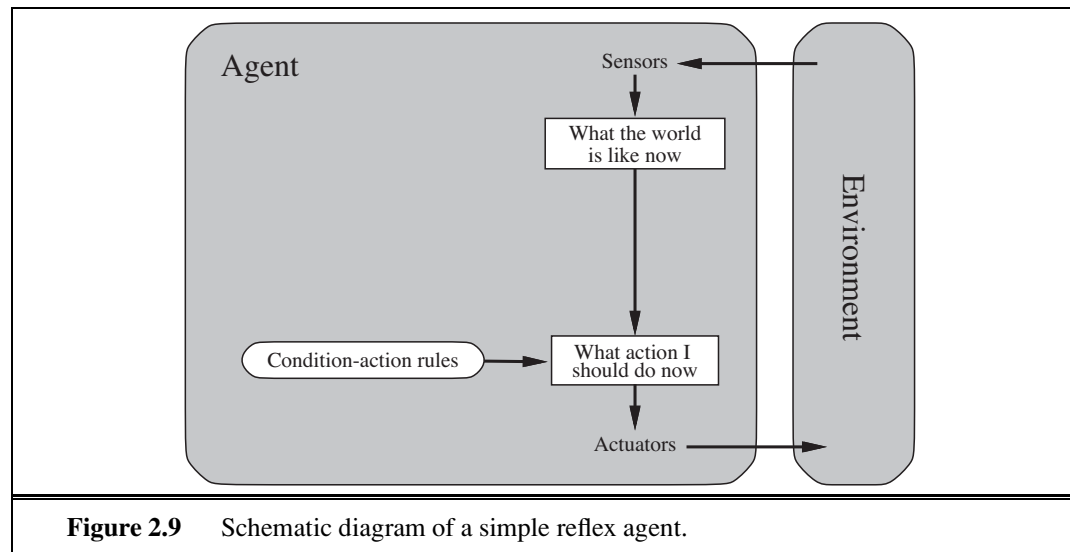 Agent
Sensors
What the world
is like now
Environment
Condition-action rules
What action I
should do now
Actuators
Figure 2.9 Schematic diagram of a simple reflex agent.